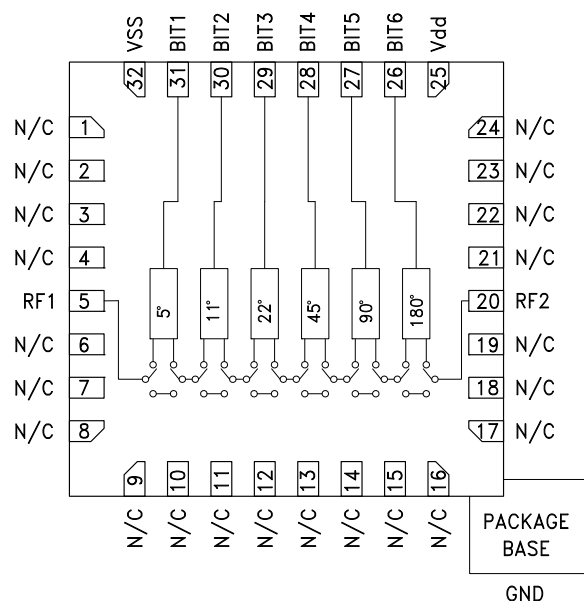 VSS BIT1 BIT2 BIT3 BIT4 BIT5 BIT6 Vdd
32 31 30 29 28 27 26 25
N/C 1 24 N/C
N/C 2 23 N/C
N/C 3 22 N/C
N/C 4 21 N/C
RF1 5 20 RF2
5° 11° 22° 45° 90° 180°
N/C 6 19 N/C
N/C 7 18 N/C
N/C 8 17 N/C
9 10 11 12 13 14 15 16
N/C N/C N/C N/C N/C N/C N/C N/C
PACKAGE
BASE
GND